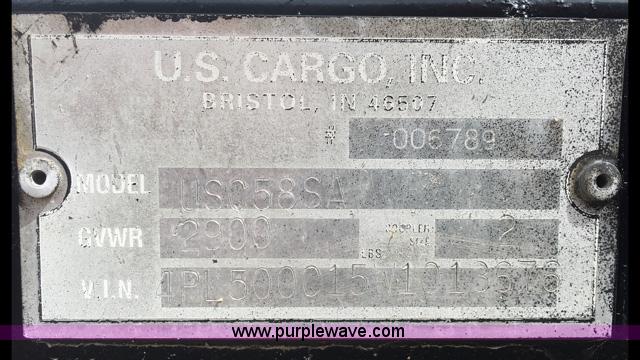 U.S. CARGO, INC.
BRISTOL, IN 46507
# 006789
MODEL USC58SA
GVWR 2900 LBS COUPLER SIZE 2
V.I.N.
www.purplewave.com